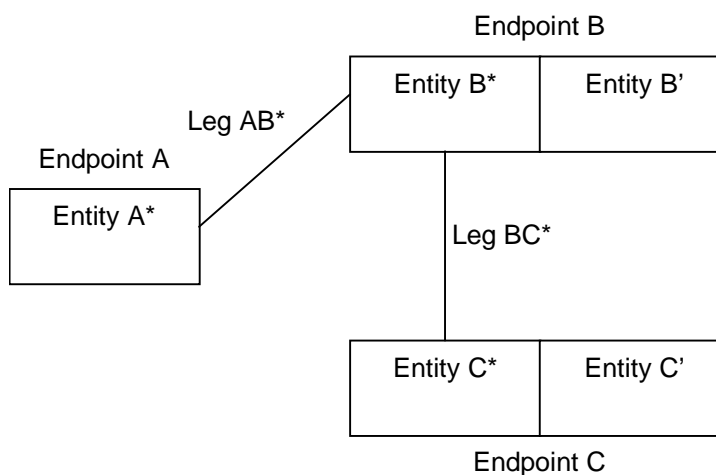 Endpoint B
Entity B*
Entity B’
Leg AB*
Endpoint A
Entity A*
Leg BC*
Entity C*
Entity C’
Endpoint C